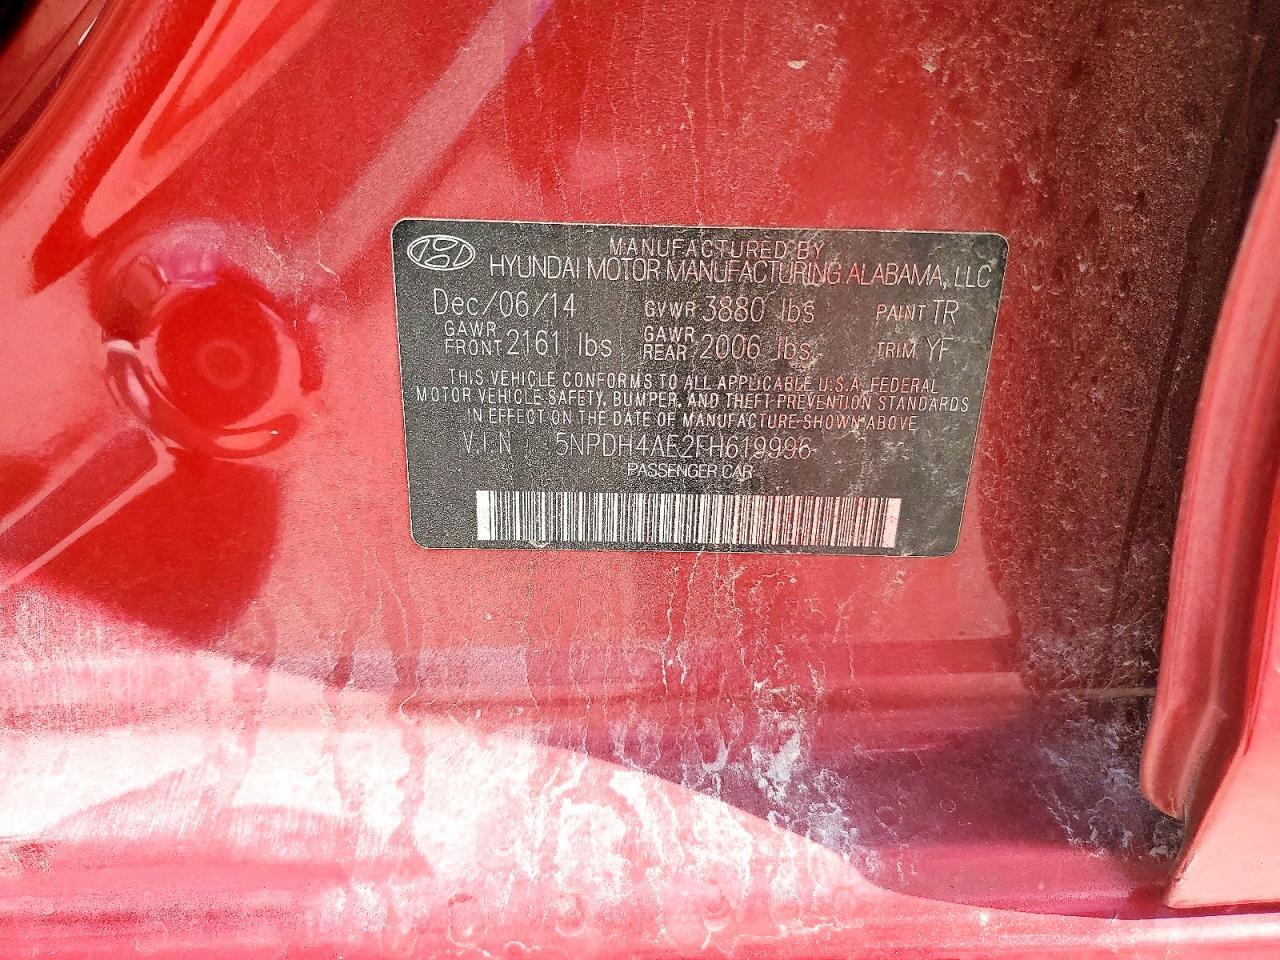 MANUFACTURED BY
HYUNDAI MOTOR MANUFACTURING ALABAMA, LLC
Dec/06/14 GVWR 3880 lbs PAINT TR
GAWR FRONT 2161 lbs GAWR REAR 2006 lbs TRIM YF
THIS VEHICLE CONFORMS TO ALL APPLICABLE U.S.A. FEDERAL
MOTOR VEHICLE SAFETY, BUMPER, AND THEFT PREVENTION STANDARDS
IN EFFECT ON THE DATE OF MANUFACTURE SHOWN ABOVE
V.I.N 5NPDH4AE2FH619996
PASSENGER CAR